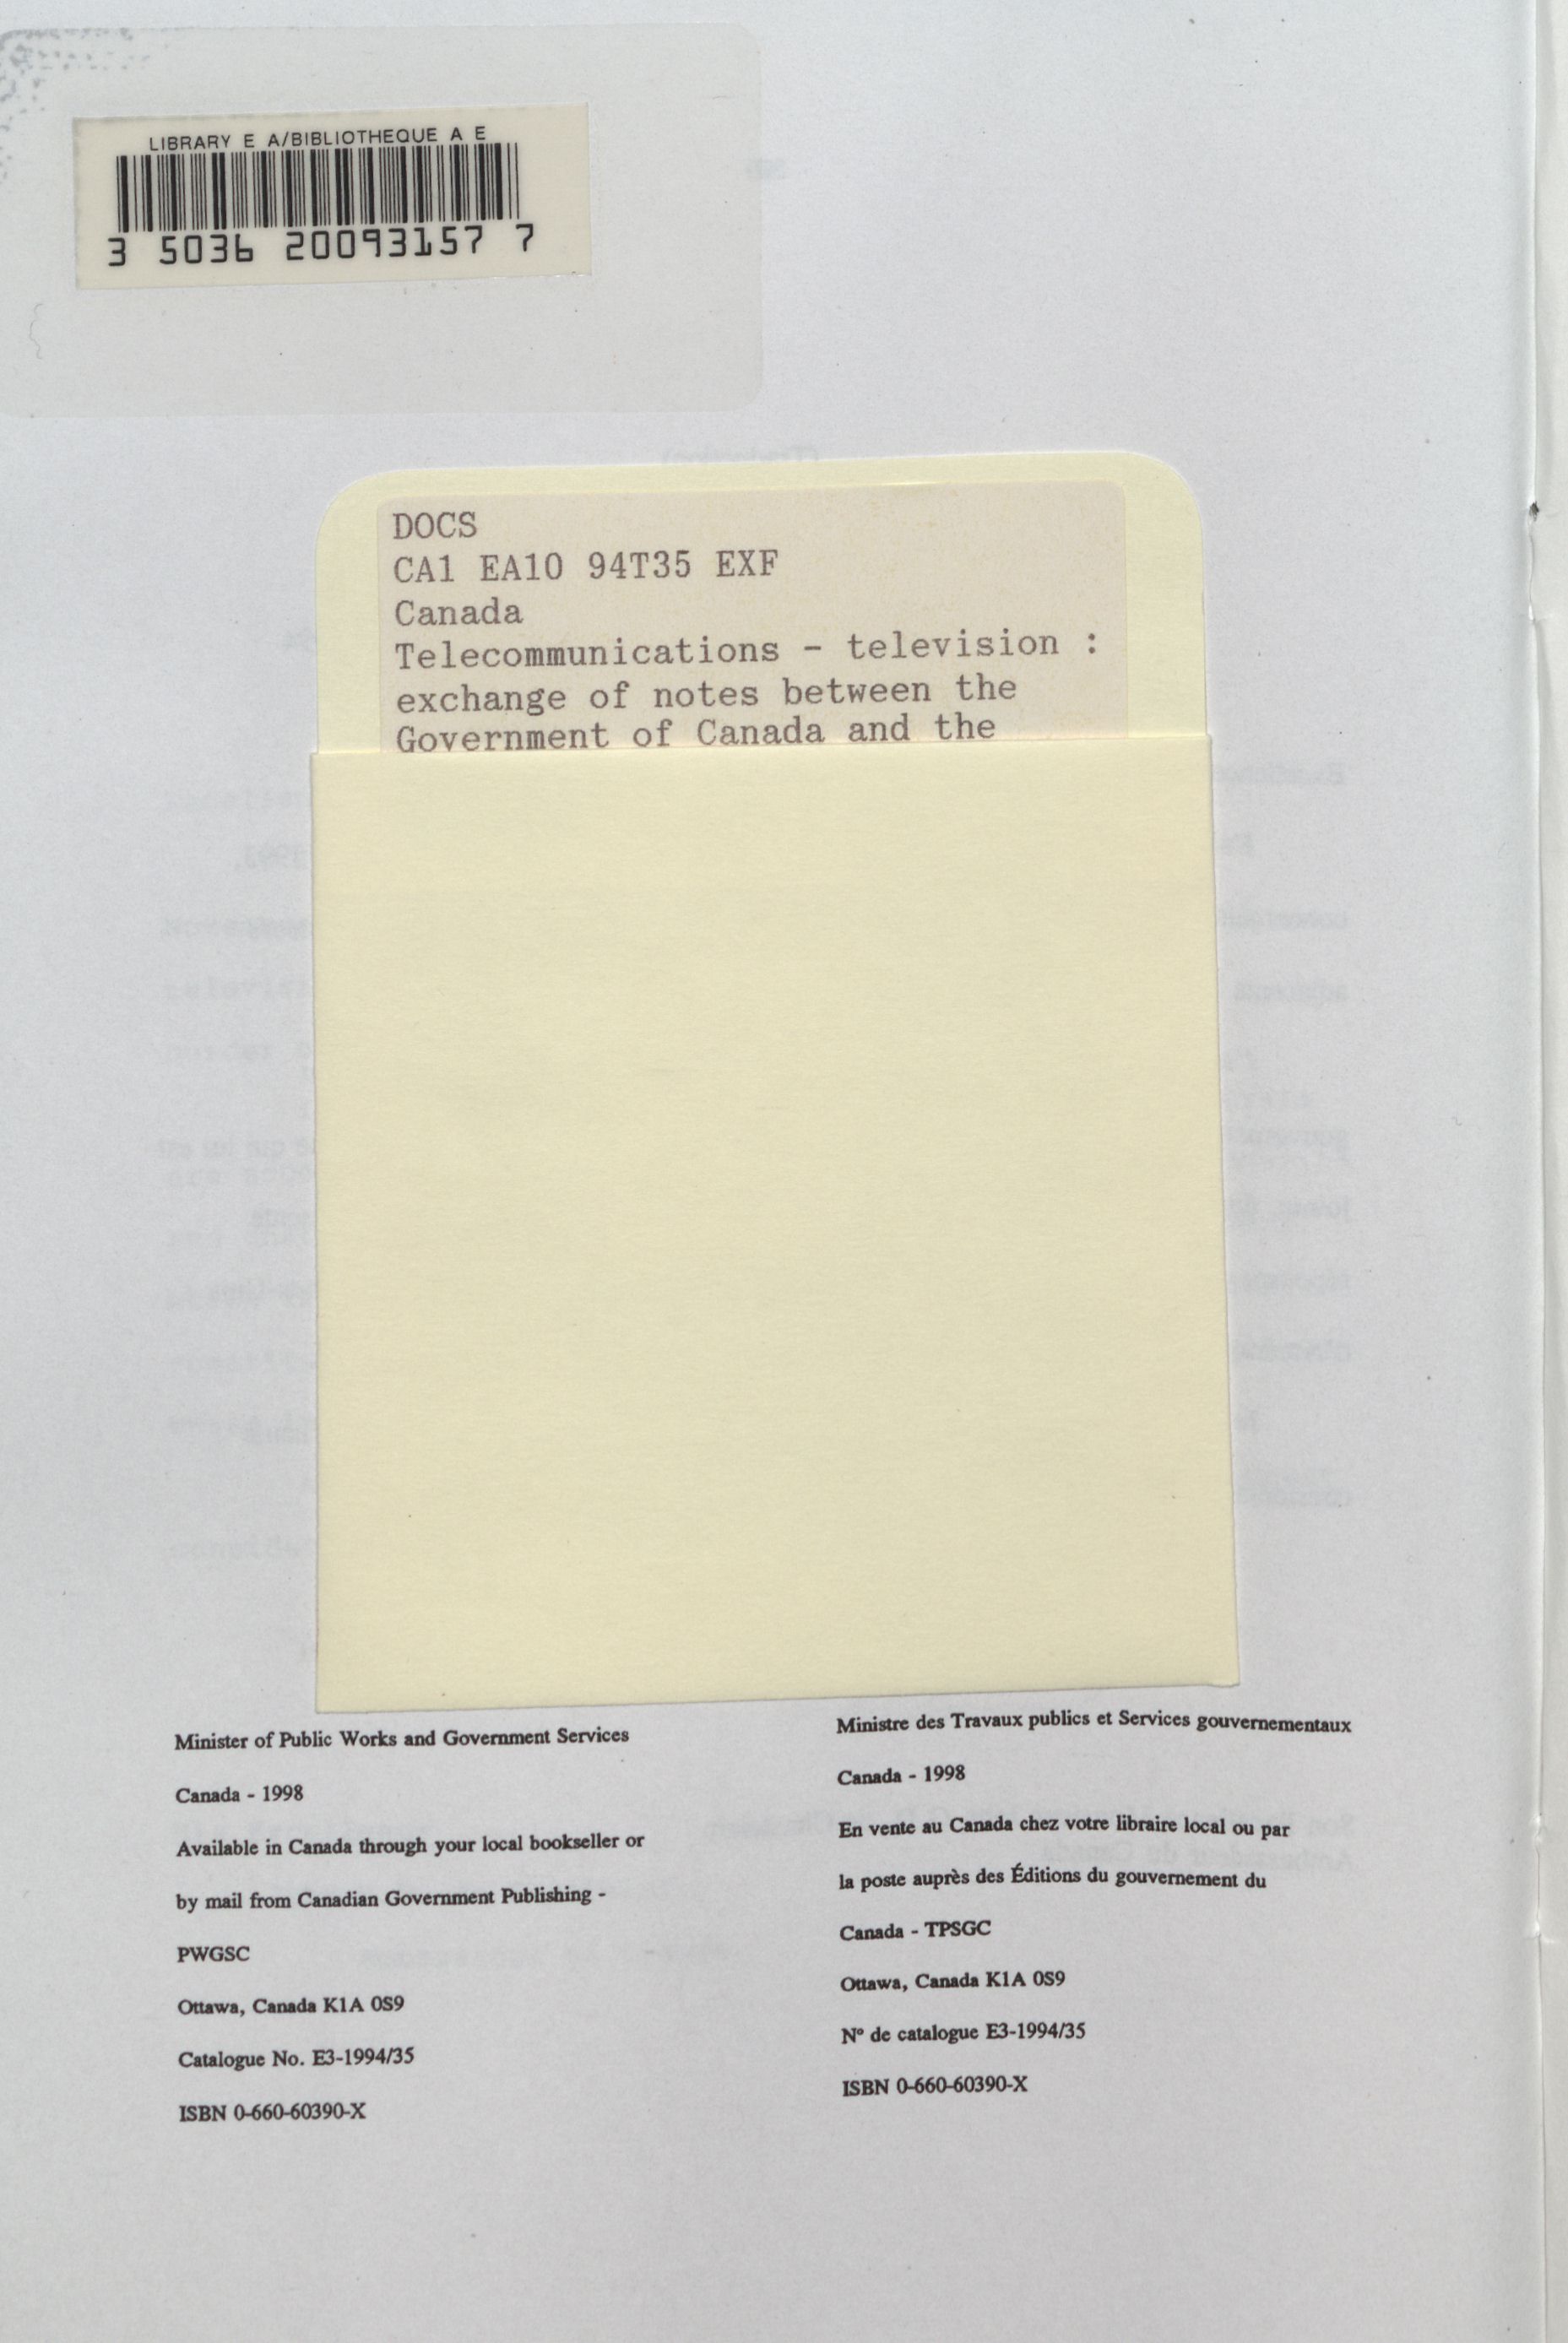 LIBRARY E A/BIBLIOTHEQUE A E
3 5036 20093157 7
DOCS
CA1 EA10 94T35 EXF
Canada
Telecommunications - television :
exchange of notes between the
Government of Canada and the
Minister of Public Works and Government Services
Canada - 1998
Available in Canada through your local bookseller or
by mail from Canadian Government Publishing -
PWGSC
Ottawa, Canada K1A 0S9
Catalogue No. E3-1994/35
ISBN 0-660-60390-X
Ministre des Travaux publics et Services gouvernementaux
Canada - 1998
En vente au Canada chez votre libraire local ou par
la poste auprès des Éditions du gouvernement du
Canada - TPSGC
Ottawa, Canada K1A 0S9
Nº de catalogue E3-1994/35
ISBN 0-660-60390-X